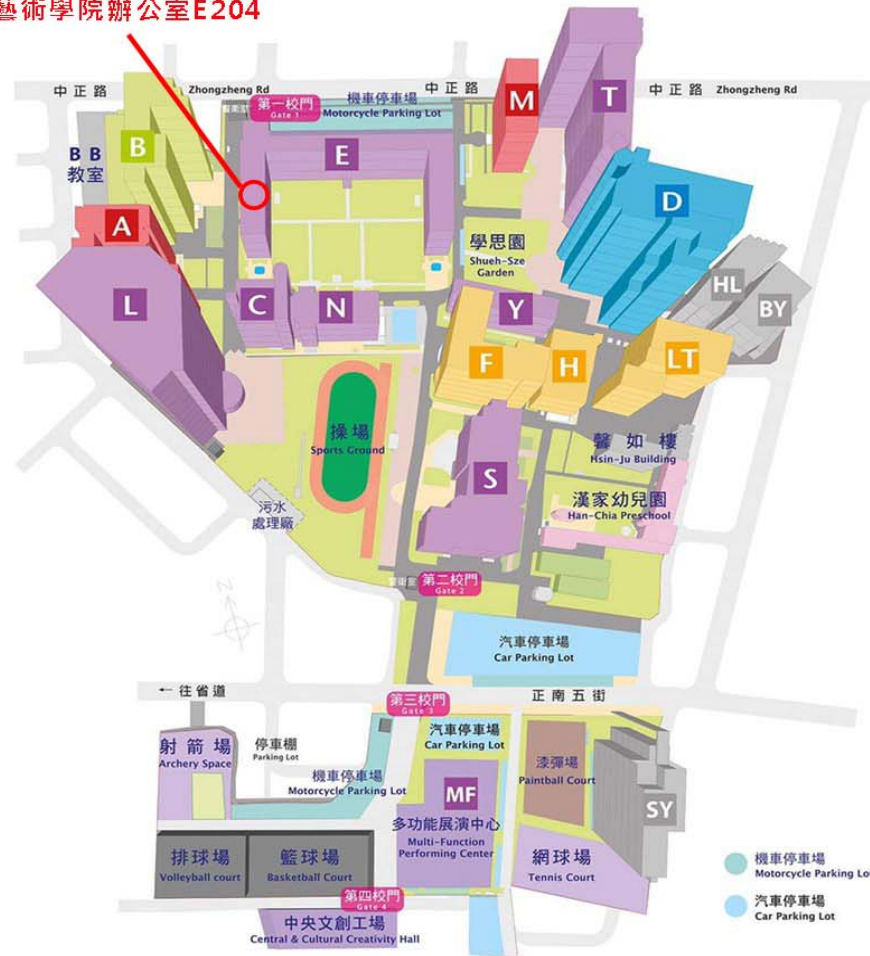 藝術學院辦公室E204
中正路
Zhongzheng Rd
第一校門
Gate 1
機車停車場
Motorcycle Parking Lot
中正路
M
T
中正路 Zhongzheng Rd
B B
教室
B
E
A
D
學思園
Shueh-Sze
Garden
L
C
N
Y
HL
BY
F
H
LT
操場
Sports Ground
馨如樓
Hsin-Ju Building
S
漢家幼兒園
Han-Chia Preschool
污水
處理廠
警衛室
第二校門
Gate 2
N
汽車停車場
Car Parking Lot
←往省道
第三校門
Gate 3
正南五街
射箭場
Archery Space
停車棚
Parking Lot
汽車停車場
Car Parking Lot
漆彈場
Paintball Court
機車停車場
Motorcycle Parking Lot
MF
多功能展演中心
Multi-Function
Performing Center
SY
排球場
Volleyball court
籃球場
Basketball Court
網球場
Tennis Court
第四校門
Gate 4
中央文創工場
Central & Cultural Creativity Hall
機車停車場
Motorcycle Parking Lot
汽車停車場
Car Parking Lot